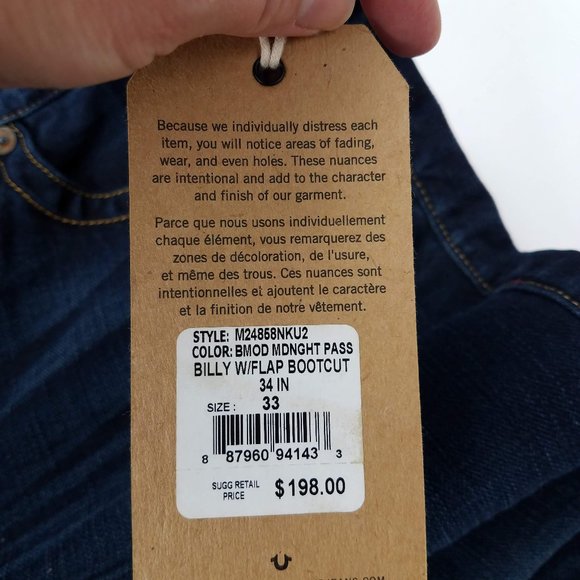 Because we individually distress each
item, you will notice areas of fading,
wear, and even holes. These nuances
are intentional and add to the character
and finish of our garment.
Parce que nous usons individuellement
chaque élément, vous remarquerez des
zones de décoloration, de l'usure,
et même des trous. Ces nuances sont
intentionnelles et ajoutent le caractère
et la finition de notre vêtement.
STYLE: M24858NKU2
COLOR: BMOD MDNGHT PASS
BILLY W/FLAP BOOTCUT
34 IN
SIZE: 33
8 87960 94143 3
SUGG RETAIL
PRICE $198.00